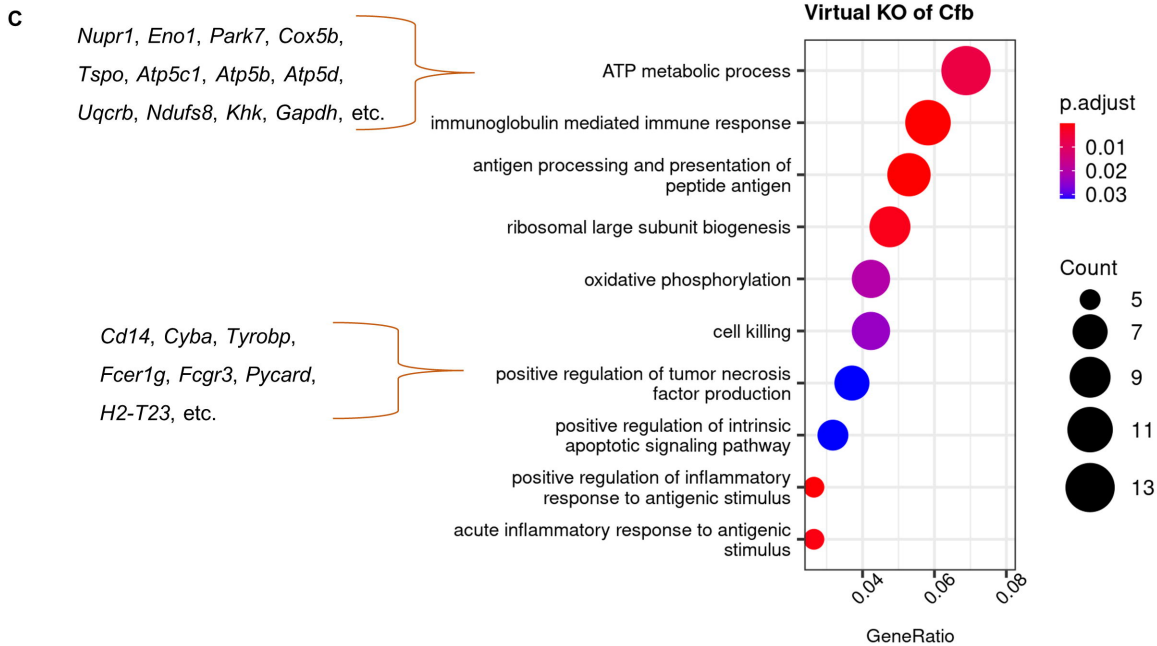 C
Nupr1, Eno1, Park7, Cox5b,
Tspo, Atp5c1, Atp5b, Atp5d,
Uqcrb, Ndufs8, Khk, Gapdh, etc.
Cd14, Cyba, Tyrobp,
Fcer1g, Fcgr3, Pycard,
H2-T23, etc.
Virtual KO of Cfb
ATP metabolic process
immunoglobulin mediated immune response
antigen processing and presentation of
peptide antigen
ribosomal large subunit biogenesis
oxidative phosphorylation
cell killing
positive regulation of tumor necrosis
factor production
positive regulation of intrinsic
apoptotic signaling pathway
positive regulation of inflammatory
response to antigenic stimulus
acute inflammatory response to antigenic
stimulus
0.04
0.06
0.08
GeneRatio
p.adjust
0.01
0.02
0.03
Count
5
7
9
11
13